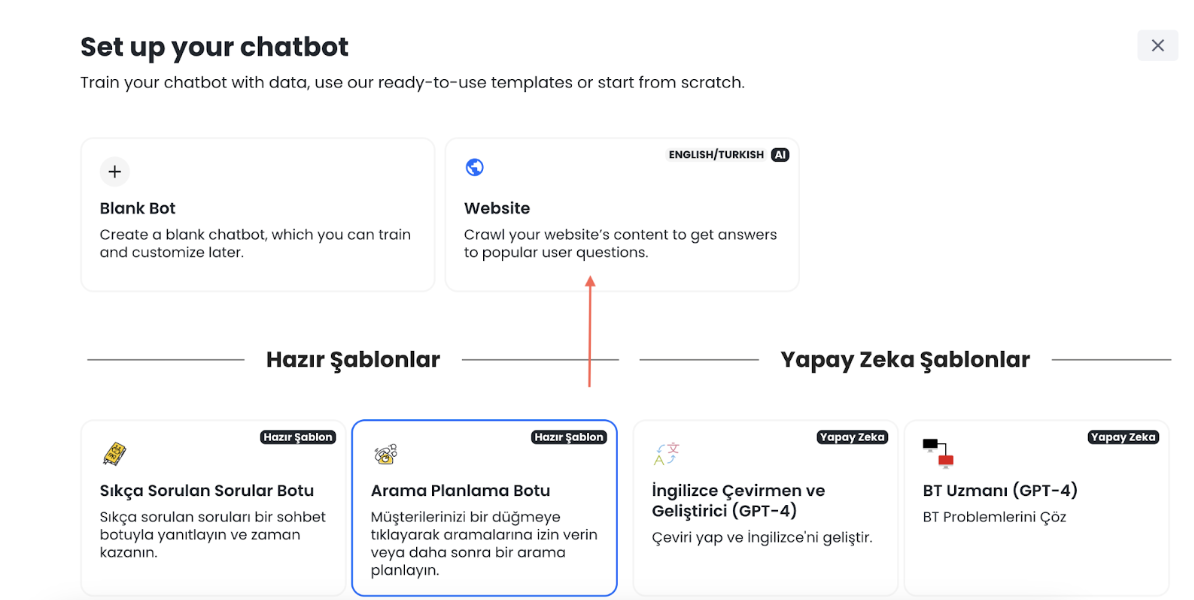 Set up your chatbot
Train your chatbot with data, use our ready-to-use templates or start from scratch.
Blank Bot
Create a blank chatbot, which you can train
and customize later.
ENGLISH/TURKISH AI
Website
Crawl your website's content to get answers
to popular user questions.
Hazır Şablonlar
Yapay Zeka Şablonlar
Hazır Şablon
Sıkça Sorulan Sorular Botu
Sıkça sorulan soruları bir sohbet
botuyla yanıtlayın ve zaman
kazanın.
Hazır Şablon
Arama Planlama Botu
Müşterilerinizi bir düğmeye
tıklayarak aramalarına izin verin
veya daha sonra bir arama
planlayın.
Yapay Zeka
İngilizce Çevirmen ve
Geliştirici (GPT-4)
Çeviri yap ve İngilizce'ni geliştir.
Yapay Zeka
BT Uzmanı (GPT-4)
BT Problemlerini Çöz